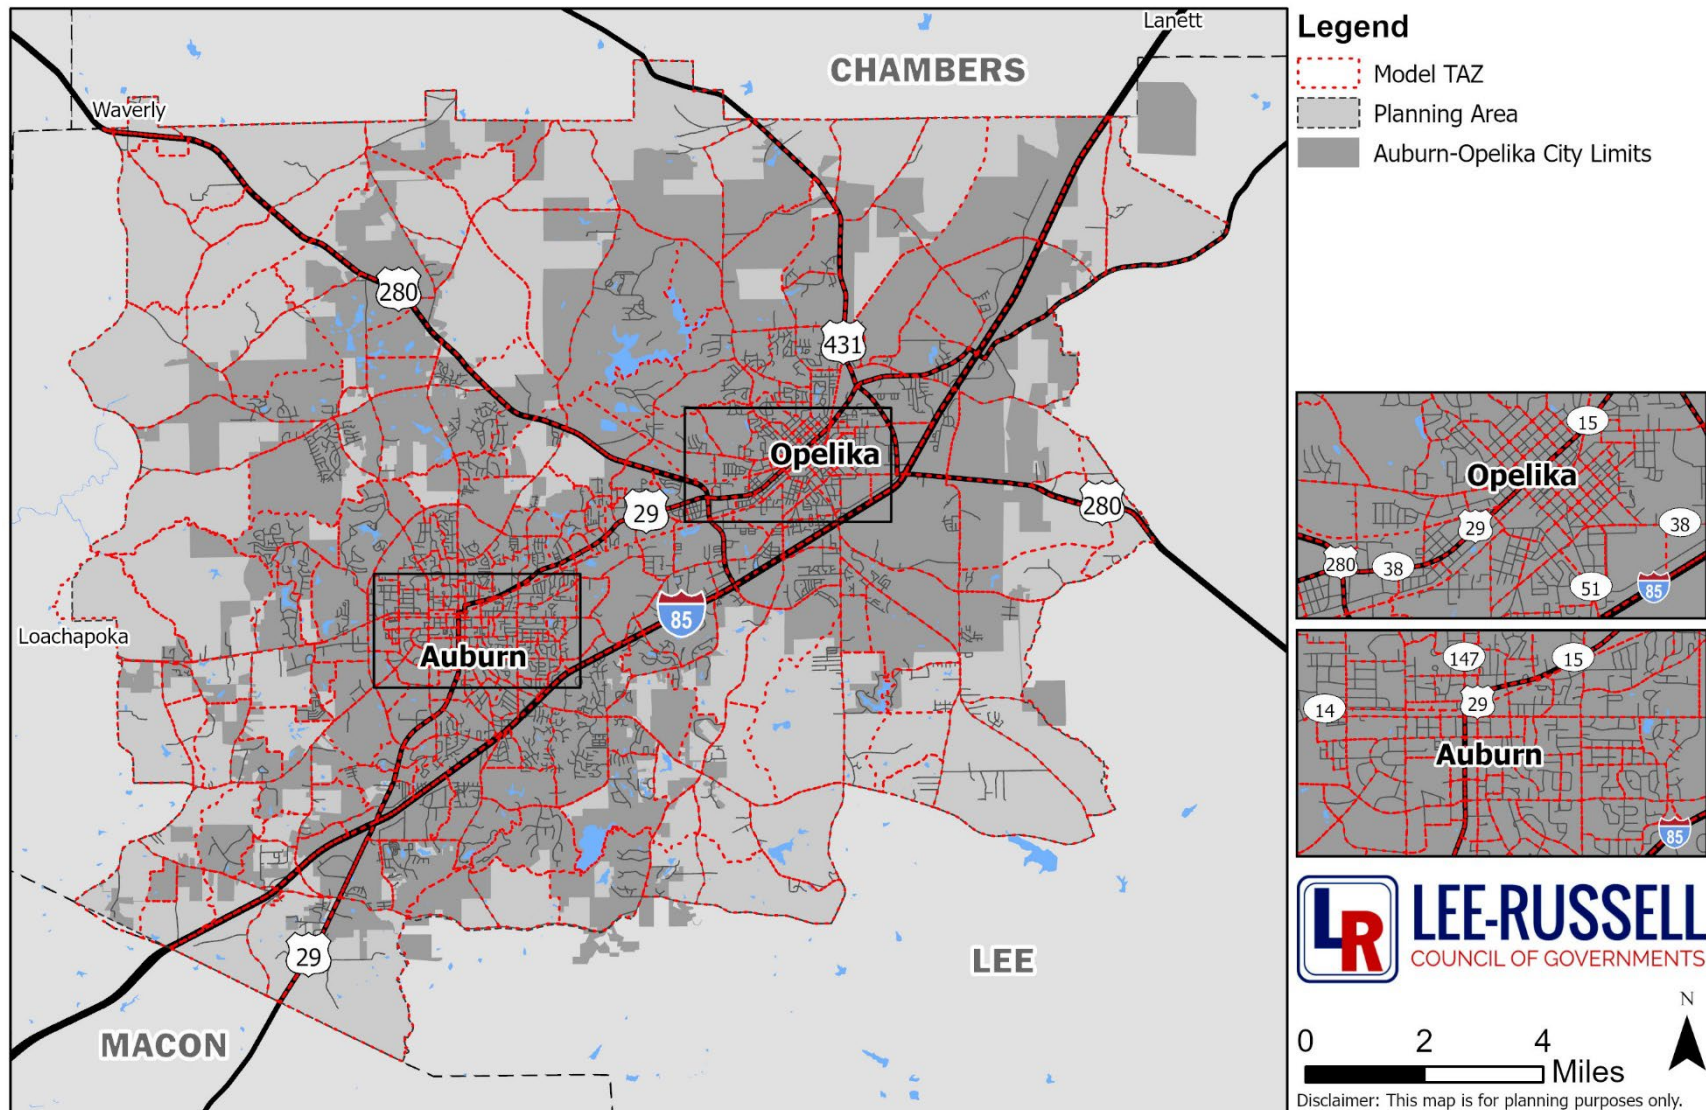 Lanett
CHAMBERS
Waverly
280
431
Opelika
29
280
85
Loachapoka
Auburn
29
LEE
MACON
Legend
Model TAZ
Planning Area
Auburn-Opelika City Limits
15
Opelika
29
38
280
38
51
85
147
15
29
14
Auburn
85
LR
LEE-RUSSELL
COUNCIL OF GOVERNMENTS
N
0 2 4
Miles
Disclaimer: This map is for planning purposes only.